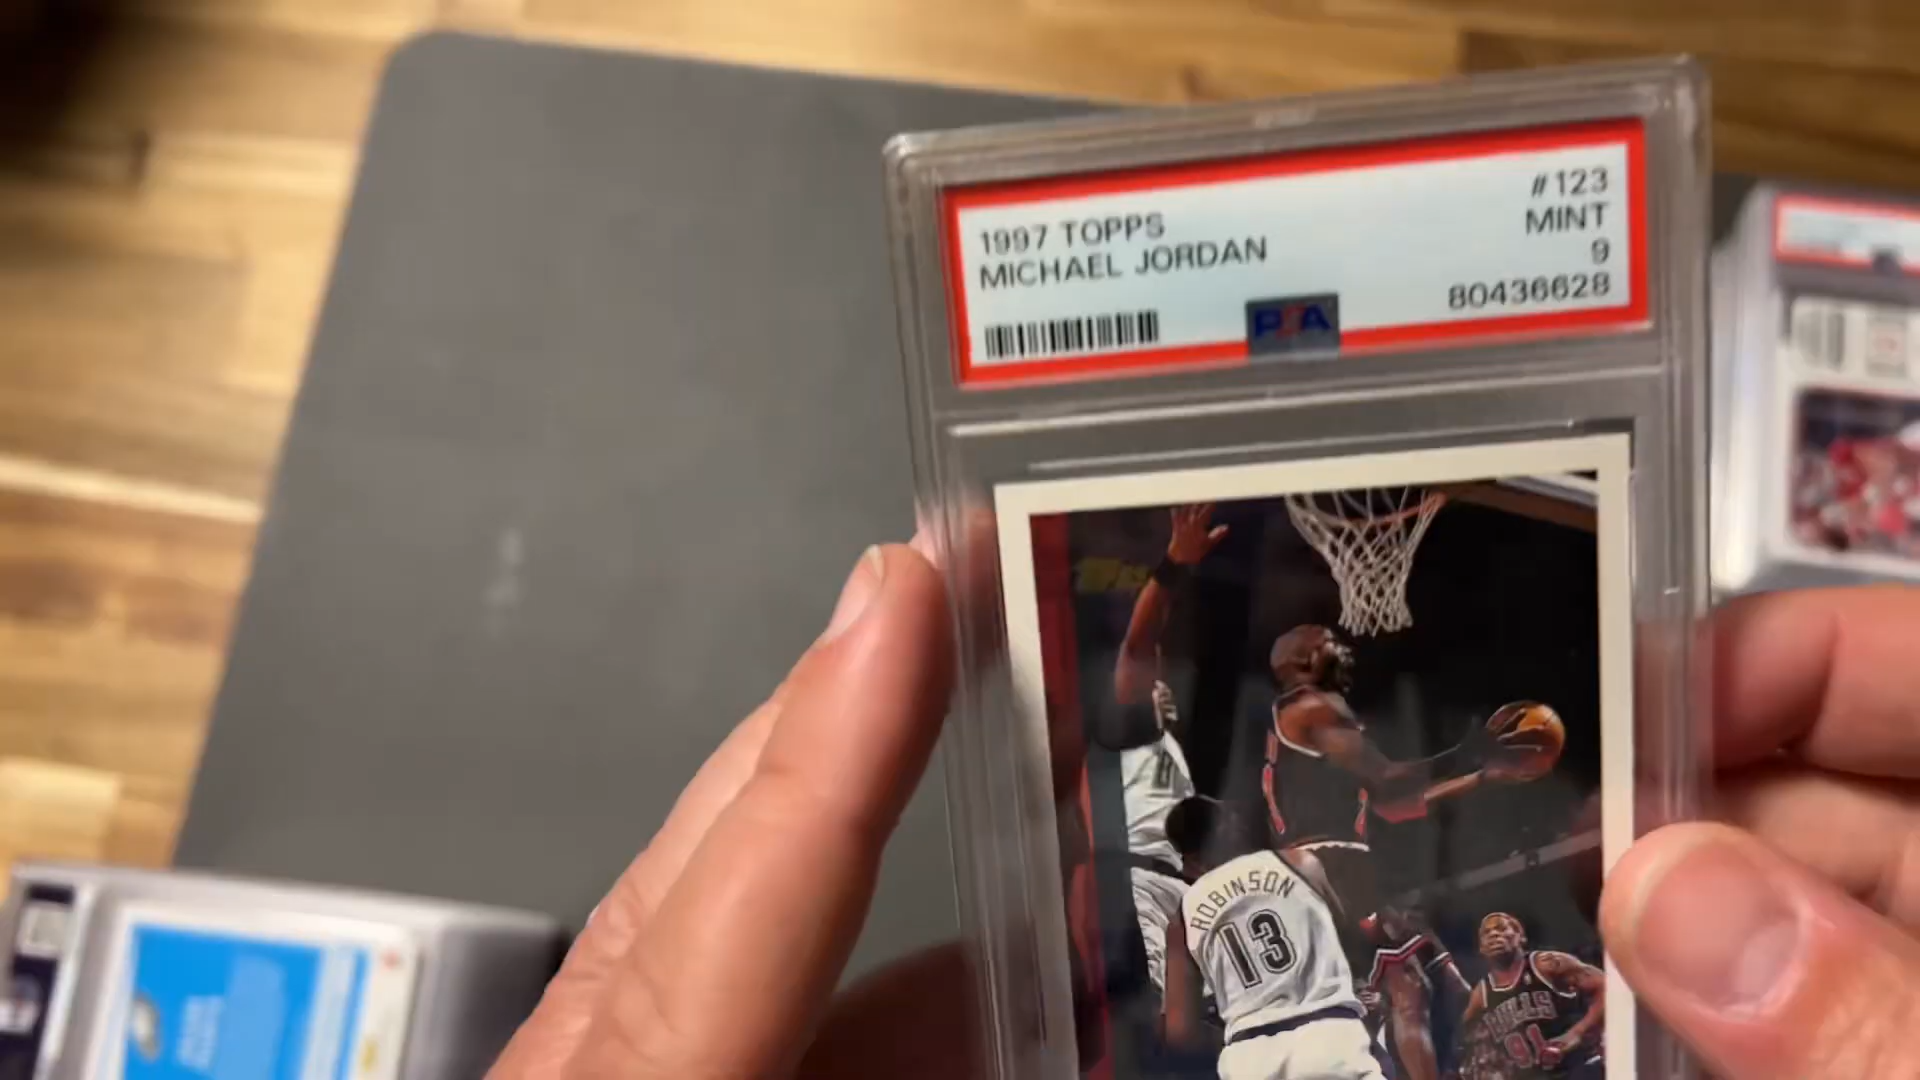 1997 TOPPS
MICHAEL JORDAN
#123
MINT
9
80436628
PSA
ROBINSON
13
BULLS
91